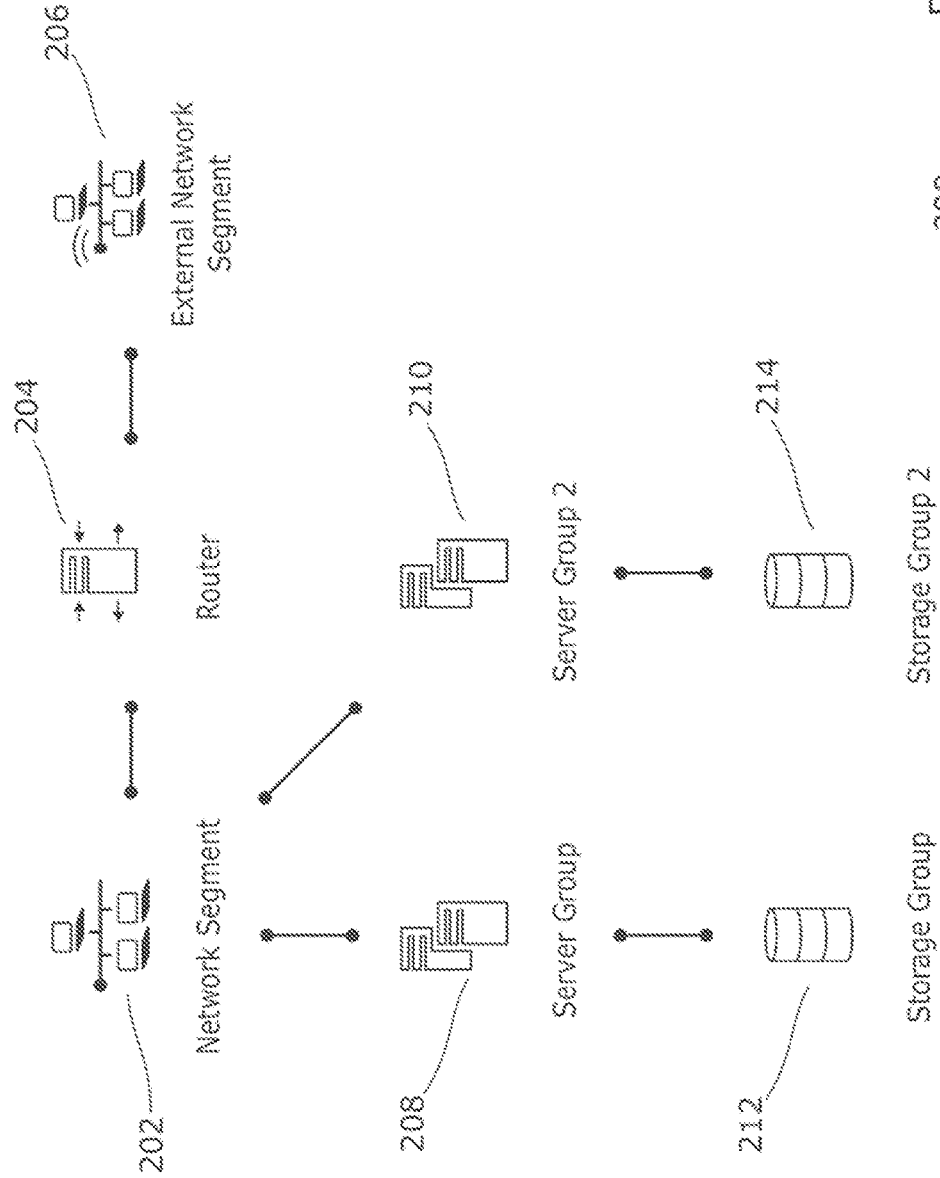 204
206
202
Network Segment
Router
External Network
Segment
208
210
Server Group
Server Group 2
212
214
Storage Group
Storage Group 2